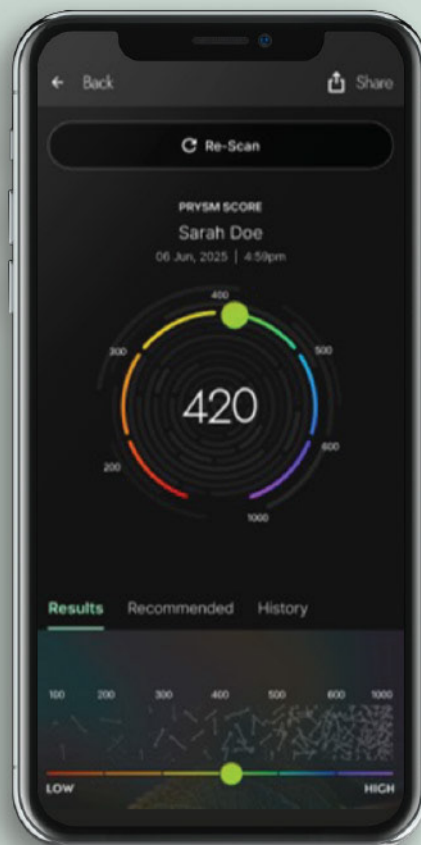 Back Share
Re-Scan
PRYSM SCORE
Sarah Doe
06 Jun, 2025 | 4:59pm
400
300 500
420
200 600
1000
Results Recommended History
100 200 300 400 500 600 1000
LOW HIGH